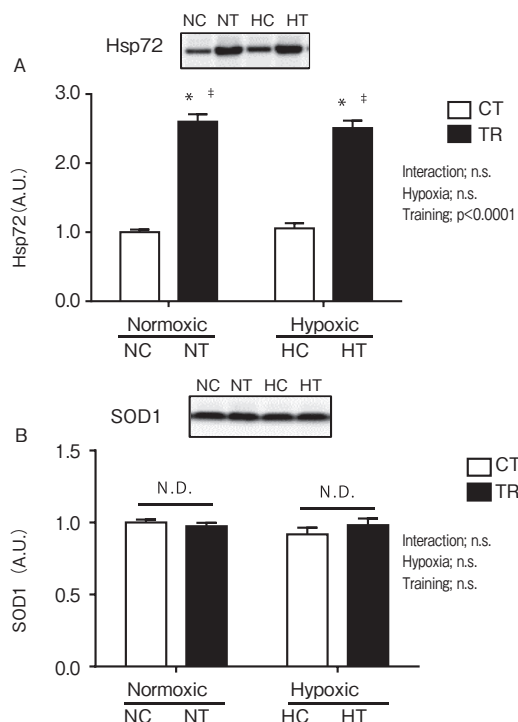 NC NT HC HT
Hsp72
A
3.0
2.0
1.0
0.0
Hsp72(A.U.)
* ‡
* ‡
CT
TR
Interaction; n.s.
Hypoxia; n.s.
Training; p<0.0001
Normoxic Hypoxic
NC NT HC HT
NC NT HC HT
SOD1
B
1.5
1.0
0.5
0.0
SOD1 (A.U.)
N.D.
N.D.
CT
TR
Interaction; n.s.
Hypoxia; n.s.
Training; n.s.
Normoxic Hypoxic
NC NT HC HT